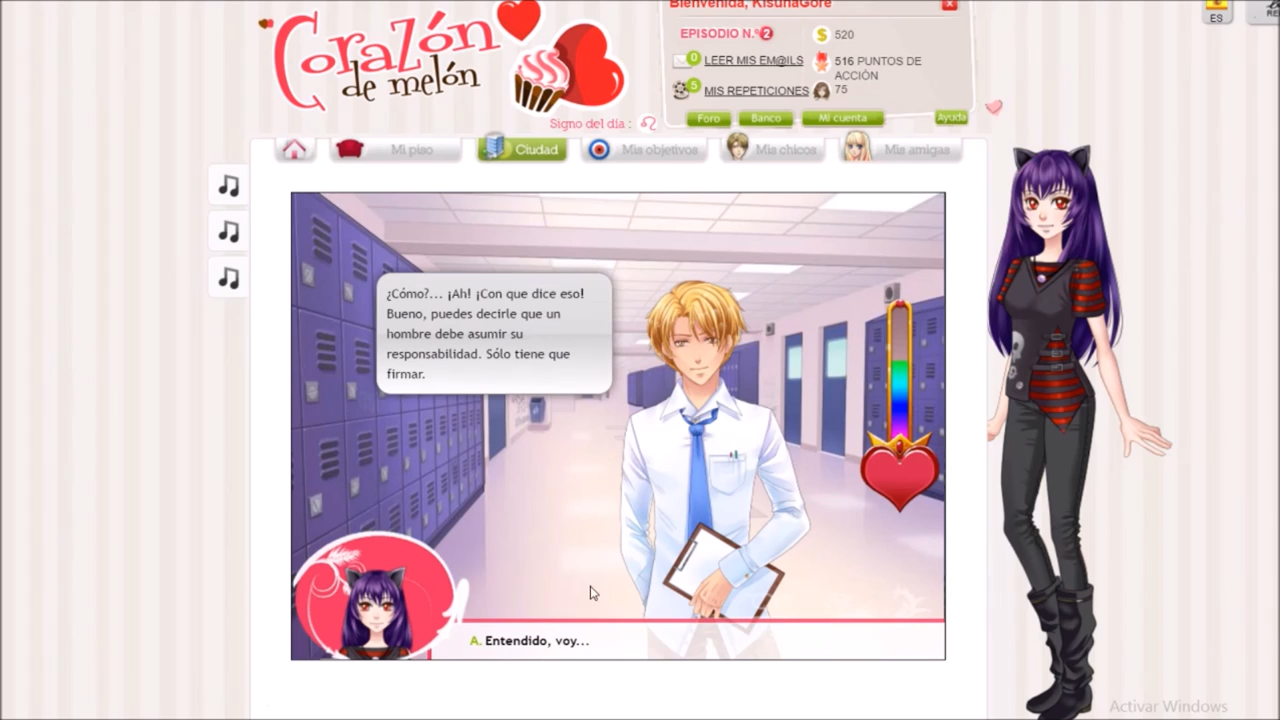 Corazón
de melón
Bienvenida, KisunaGore
EPISODIO N.º 2
520
0 LEER MIS EM@ILS
516 PUNTOS DE
ACCIÓN
5 MIS REPETICIONES
75
Signo del día :
Foro
Banco
Mi cuenta
Ayuda
ES
Mi piso
Ciudad
Mis objetivos
Mis chicos
Mis amigas
¿Cómo?... ¡Ah! ¡Con que dice eso!
Bueno, puedes decirle que un
hombre debe asumir su
responsabilidad. Sólo tiene que
firmar.
A. Entendido, voy...
Activar Windows